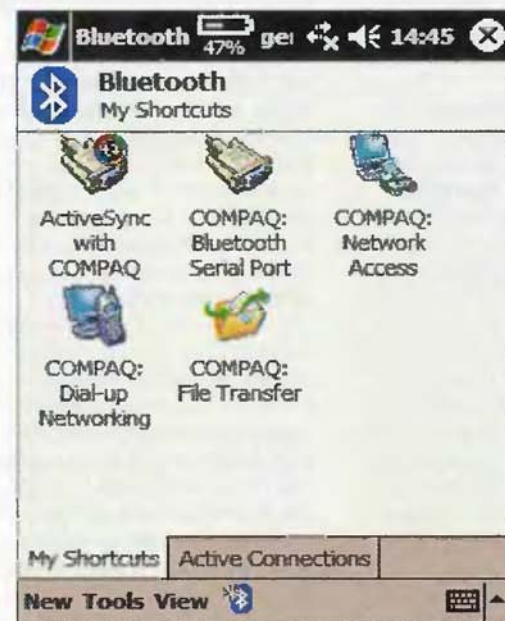 Bluetooth 47% ge 14:45
Bluetooth
My Shortcuts
ActiveSync
with
COMPAQ
COMPAQ:
Bluetooth
Serial Port
COMPAQ:
Network
Access
COMPAQ:
Dial-up
Networking
COMPAQ:
File Transfer
My Shortcuts Active Connections
New Tools View